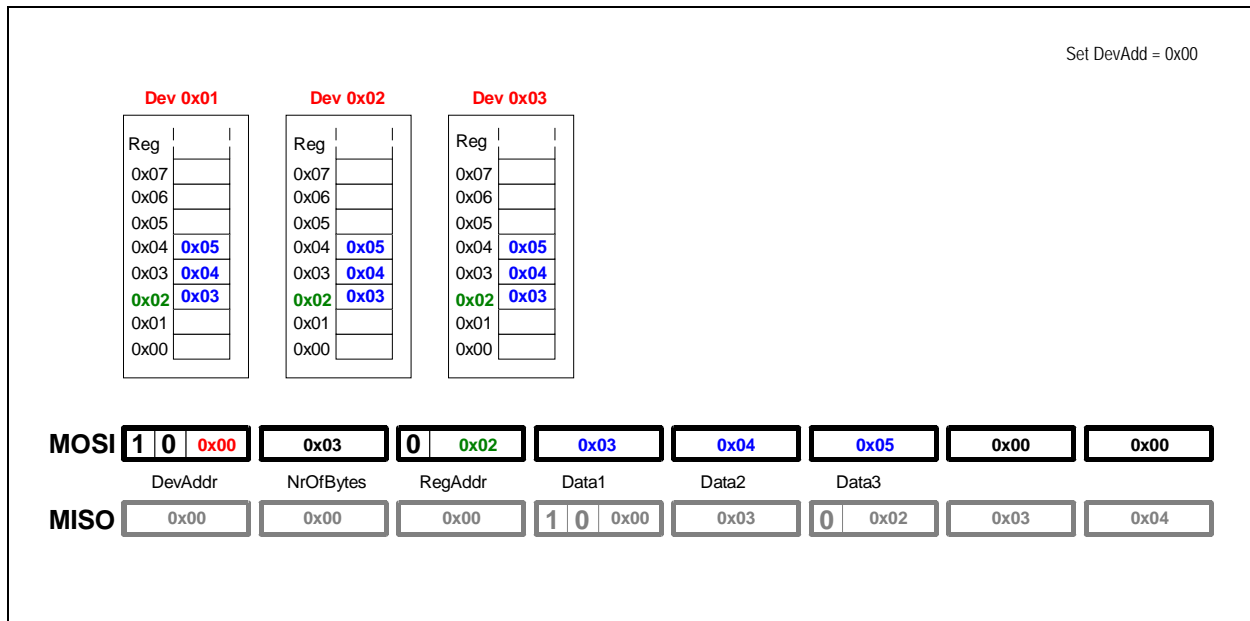 Set DevAdd = 0x00
Dev 0x01 Dev 0x02 Dev 0x03
Reg Reg Reg
0x07 0x07 0x07
0x06 0x06 0x06
0x05 0x05 0x05
0x04 0x05 0x04 0x05 0x04 0x05
0x03 0x04 0x03 0x04 0x03 0x04
0x02 0x03 0x02 0x03 0x02 0x03
0x01 0x01 0x01
0x00 0x00 0x00
MOSI 1 0 0x00 0x03 0 0x02 0x03 0x04 0x05 0x00 0x00
DevAddr NrOfBytes RegAddr Data1 Data2 Data3
MISO 0x00 0x00 0x00 1 0 0x00 0x03 0 0x02 0x03 0x04